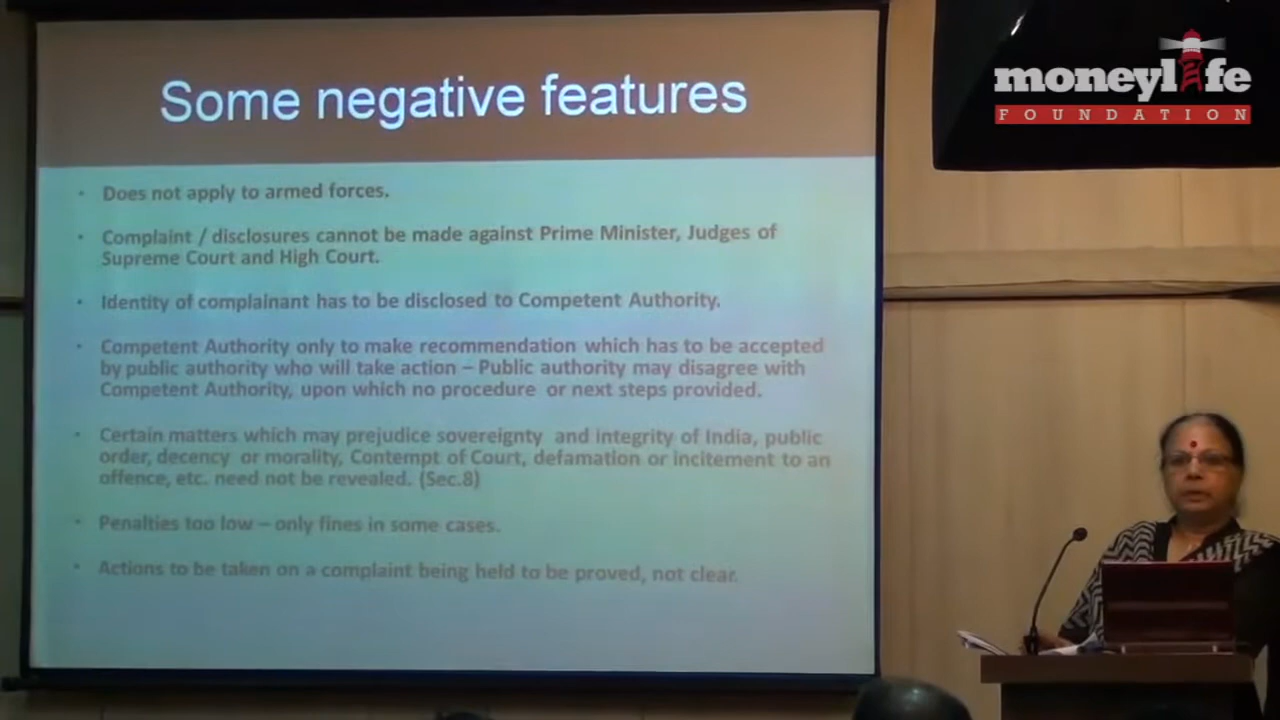 moneylife
FOUNDATION
Some negative features
• Does not apply to armed forces.
• Complaint / disclosures cannot be made against Prime Minister, Judges of
Supreme Court and High Court.
• Identity of complainant has to be disclosed to Competent Authority.
• Competent Authority only to make recommendation which has to be accepted
by public authority who will take action – Public authority may disagree with
Competent Authority, upon which no procedure or next steps provided.
• Certain matters which may prejudice sovereignty and integrity of India, public
order, decency or morality, Contempt of Court, defamation or incitement to an
offence, etc. need not be revealed. (Sec.8)
• Penalties too low – only fines in some cases.
• Actions to be taken on a complaint being held to be proved, not clear.